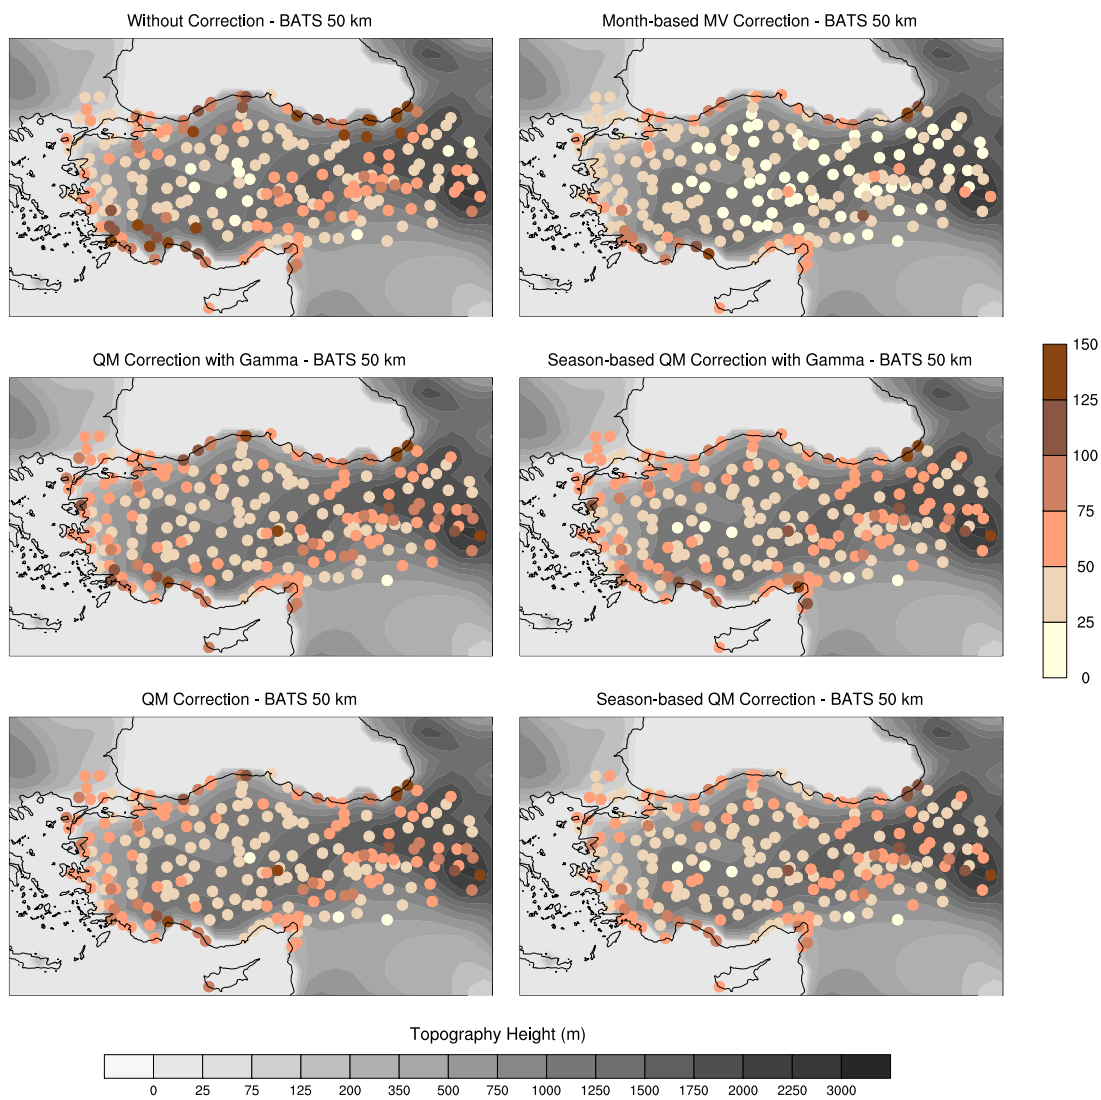 Without Correction - BATS 50 km
Month-based MV Correction - BATS 50 km
QM Correction with Gamma - BATS 50 km
Season-based QM Correction with Gamma - BATS 50 km
150
125
100
75
50
25
0
QM Correction - BATS 50 km
Season-based QM Correction - BATS 50 km
Topography Height (m)
0 25 75 125 200 350 500 750 1000 1250 1500 1750 2000 2250 3000